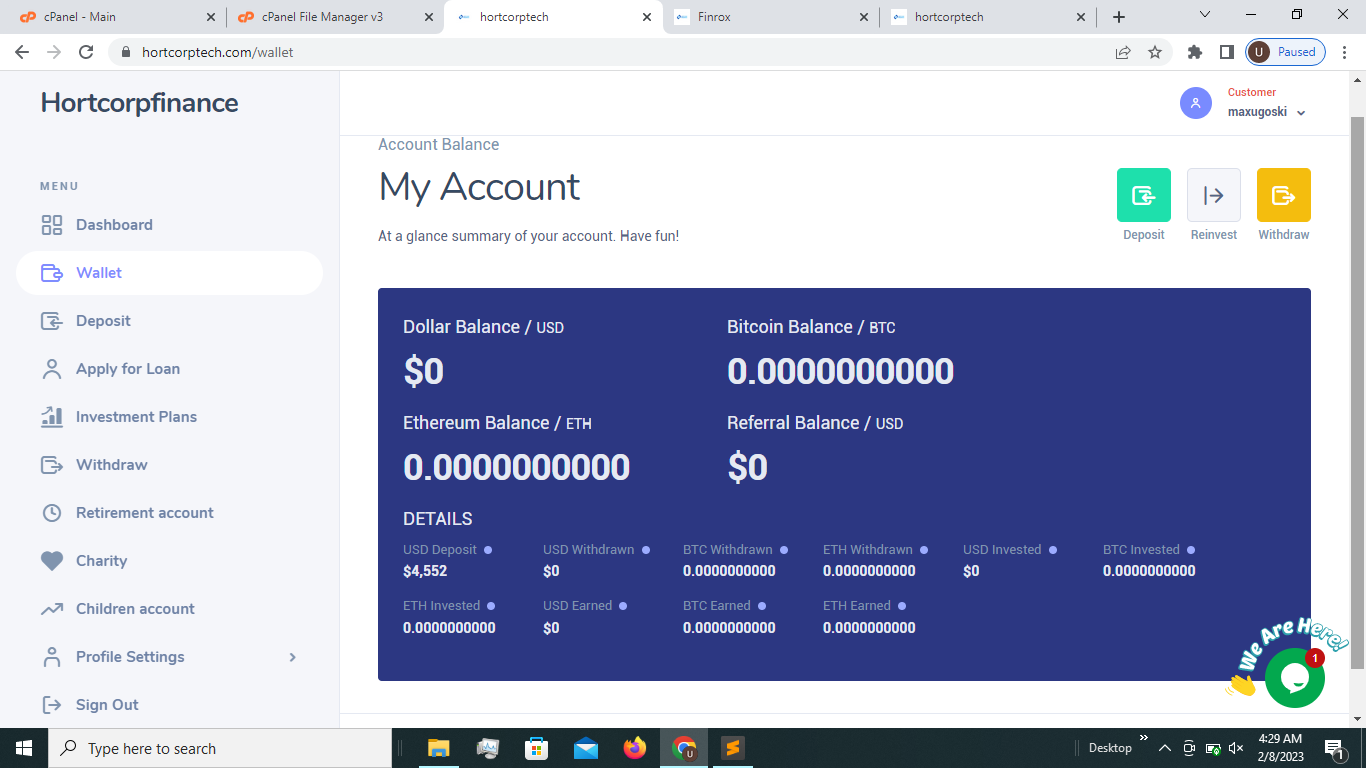 cPanel - Main
cPanel File Manager v3
hortcorptech
Finrox
hortcorptech
hortcorptech.com/wallet
U Paused
Hortcorpfinance
Customer
maxugoski
MENU
Dashboard
Wallet
Deposit
Apply for Loan
Investment Plans
Withdraw
Retirement account
Charity
Children account
Profile Settings
Sign Out
Account Balance
My Account
At a glance summary of your account. Have fun!
Deposit Reinvest Withdraw
Dollar Balance / USD Bitcoin Balance / BTC
$0 0.0000000000
Ethereum Balance / ETH Referral Balance / USD
0.0000000000 $0
DETAILS
USD Deposit USD Withdrawn BTC Withdrawn ETH Withdrawn USD Invested BTC Invested
$4,552 $0 0.0000000000 0.0000000000 $0 0.0000000000
ETH Invested USD Earned BTC Earned ETH Earned
0.0000000000 $0 0.0000000000 0.0000000000
We Are Here!
1
Type here to search
U
Desktop
4:29 AM
2/8/2023
1